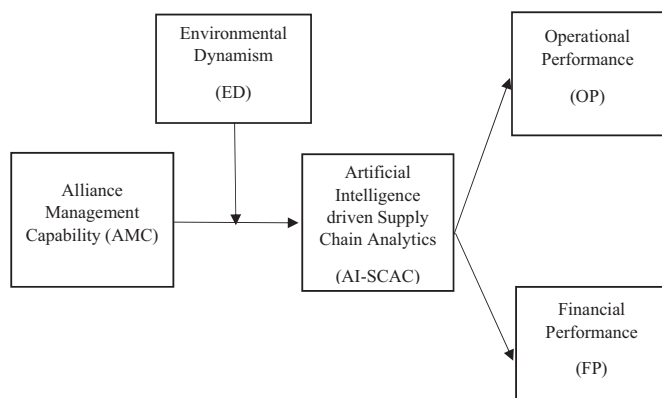 Environmental
Dynamism
(ED)
Operational
Performance
(OP)
Alliance
Management
Capability (AMC)
Artificial
Intelligence
driven Supply
Chain Analytics
(AI-SCAC)
Financial
Performance
(FP)